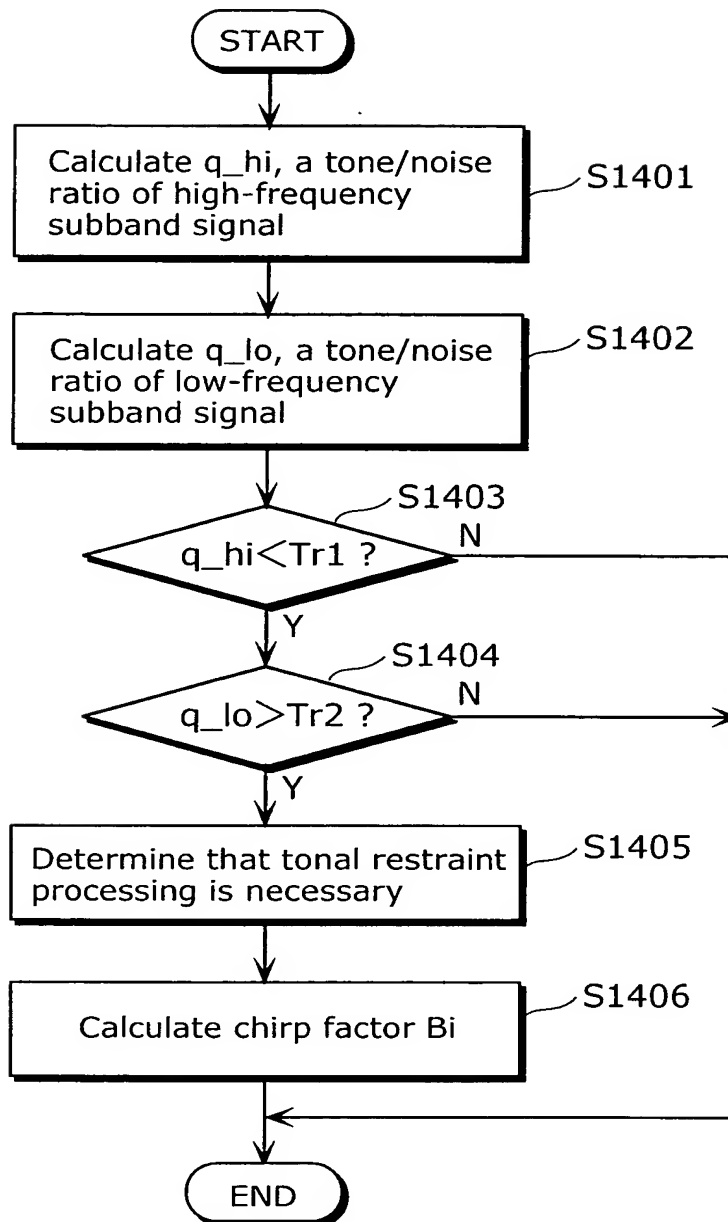 START
Calculate q_hi, a tone/noise
ratio of high-frequency
subband signal
S1401
Calculate q_lo, a tone/noise
ratio of low-frequency
subband signal
S1402
S1403
q_hi<Tr1 ?
N
Y
S1404
q_lo>Tr2 ?
N
Y
Determine that tonal restraint
processing is necessary
S1405
Calculate chirp factor Bi
S1406
END